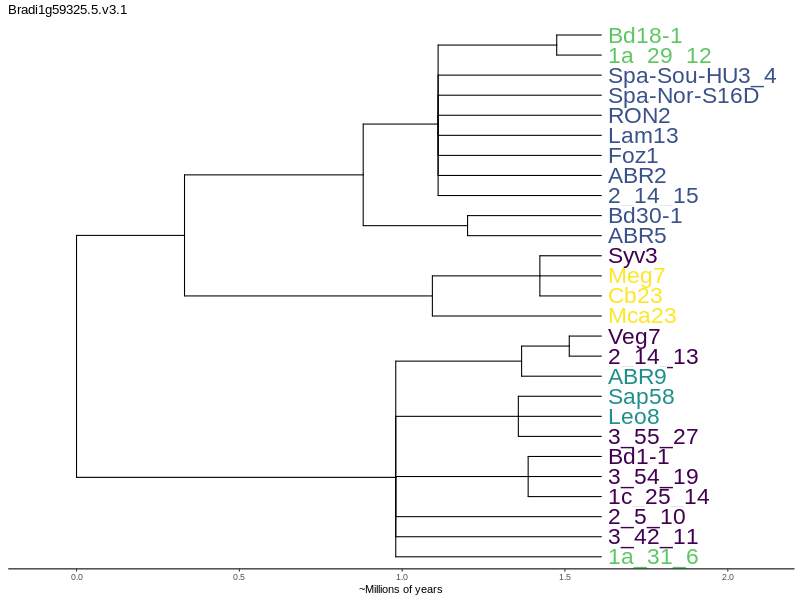 Bradi1g59325.5.v3.1
Bd18-1
1a_29_12
Spa-Sou-HU3_4
Spa-Nor-S16D
RON2
Lam13
Foz1
ABR2
2_14_15
Bd30-1
ABR5
Syv3
Meg7
Cb23
Mca23
Veg7
2_14_13
ABR9
Sap58
Leo8
3_55_27
Bd1-1
3_54_19
1c_25_14
2_5_10
3_42_11
1a_31_6
0.0 0.5 1.0 1.5 2.0
~Millions of years